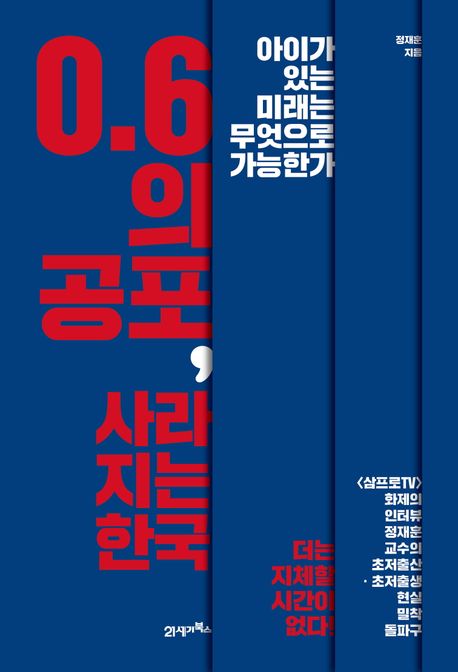 0.6
의
공포
,
사라
지는
한국
21세기북스
아이가
있는
미래는
무엇으로
가능한가
더는
지체할
시간이
없다!
정재훈
지음
<삼프로TV>
화제의
인터뷰
정재훈
교수의
초저출산
·초저출생
현실
밀착
돌파구